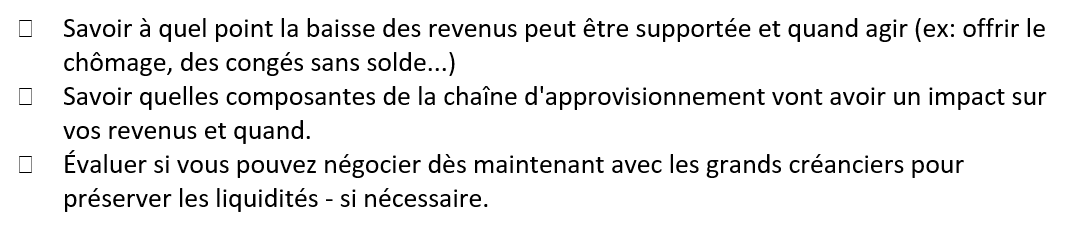 ☐ Savoir à quel point la baisse des revenus peut être supportée et quand agir (ex: offrir le
chômage, des congés sans solde...)
☐ Savoir quelles composantes de la chaîne d'approvisionnement vont avoir un impact sur
vos revenus et quand.
☐ Évaluer si vous pouvez négocier dès maintenant avec les grands créanciers pour
préserver les liquidités - si nécessaire.